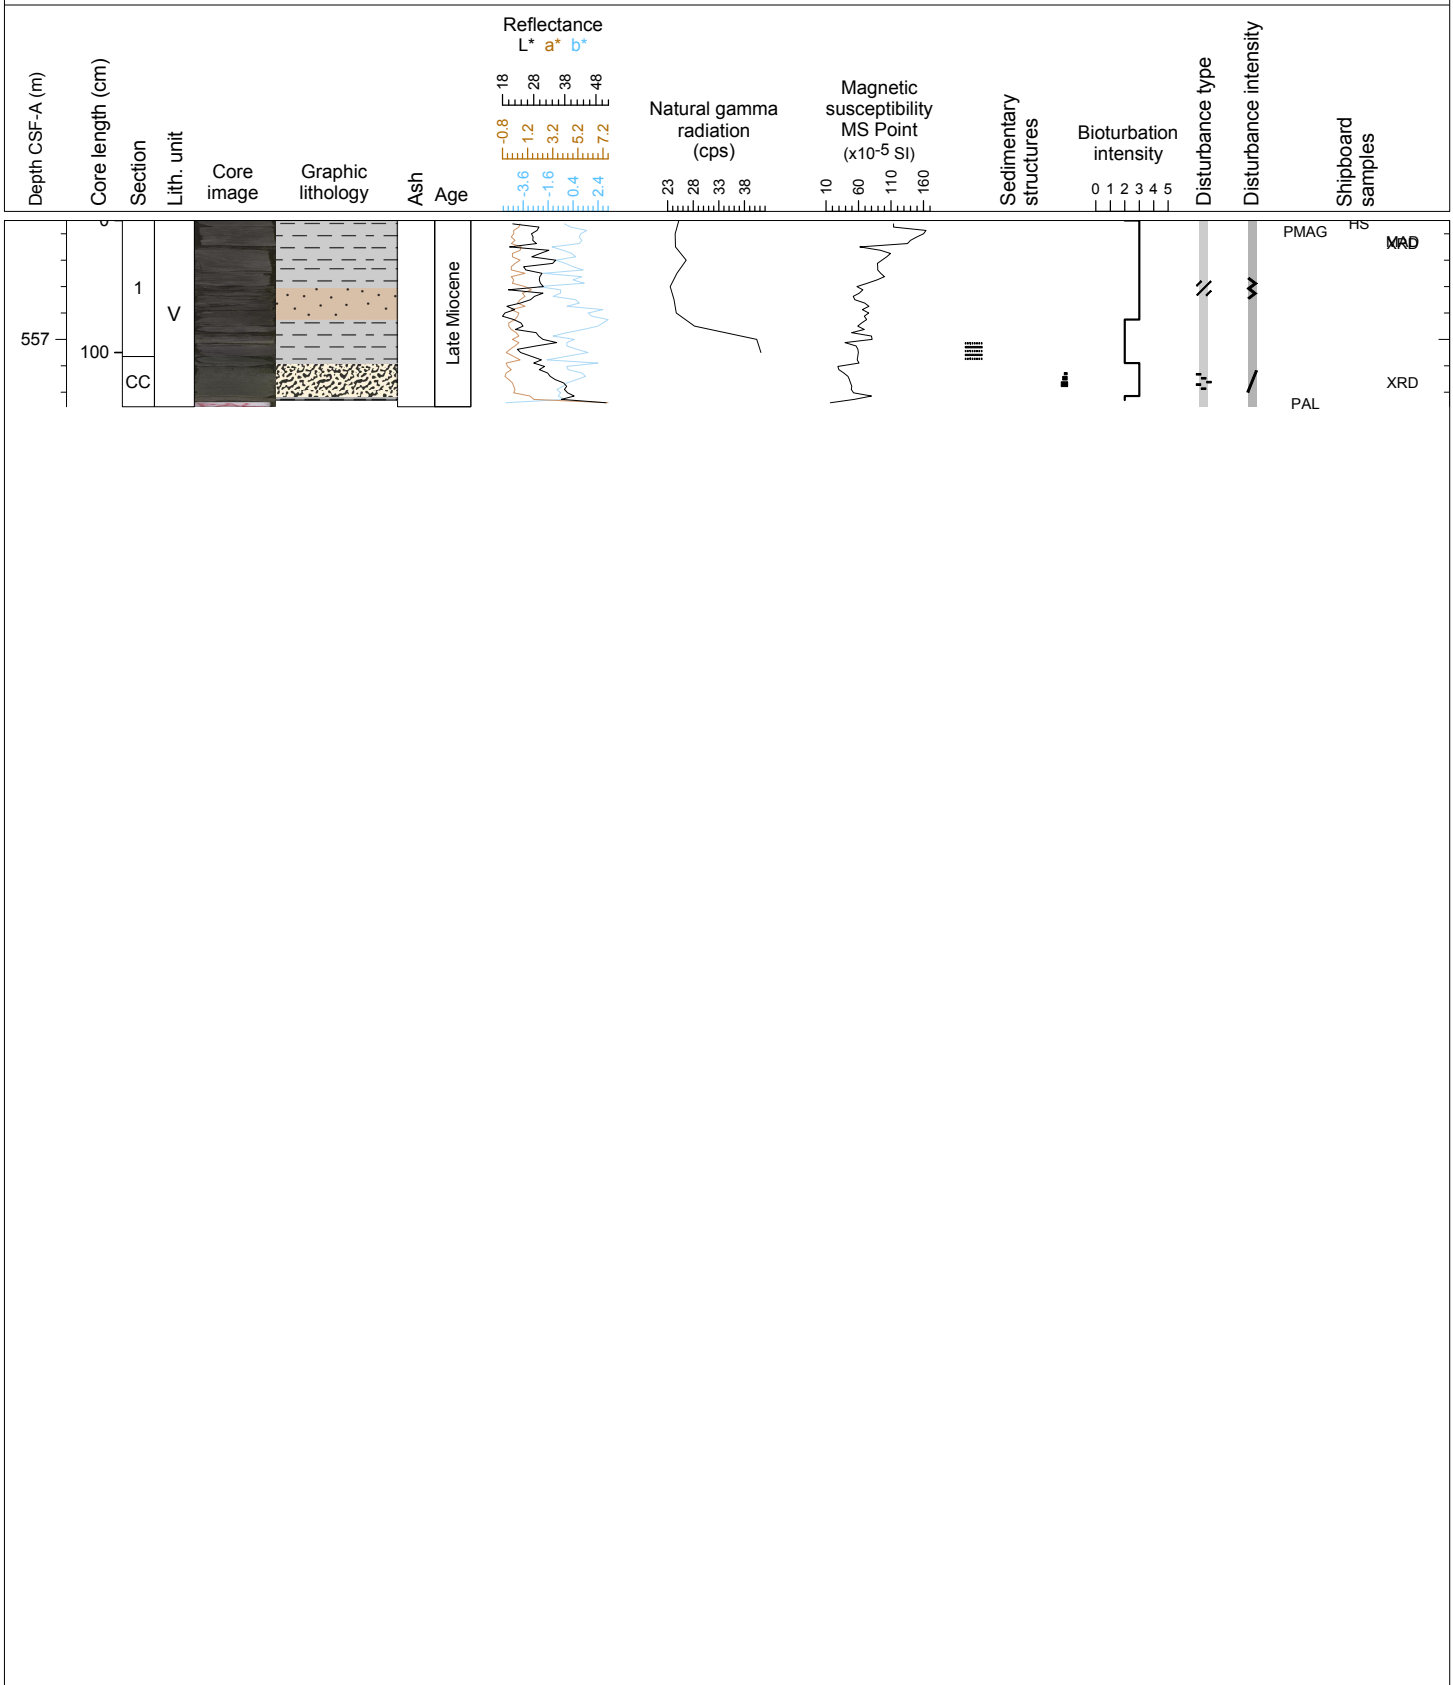 Depth CSF-A (m)
Core length (cm)
Section
Lith. unit
Core
image
Graphic
lithology
Ash
Age
Reflectance
L* a* b*
18 28 38 48
-0.8 1.2 3.2 5.2 7.2
-3.6 -1.6 0.4 2.4
Natural gamma
radiation
(cps)
23 28 33 38
Magnetic
susceptibility
MS Point
(x10-5 SI)
10 60 110 160
Sedimentary
structures
Bioturbation
intensity
0 1 2 3 4 5
Disturbance type
Disturbance intensity
Shipboard
samples
0
1
V
557
100
CC
Late Miocene
HS
PMAG
MAD
XRD
XRD
PAL